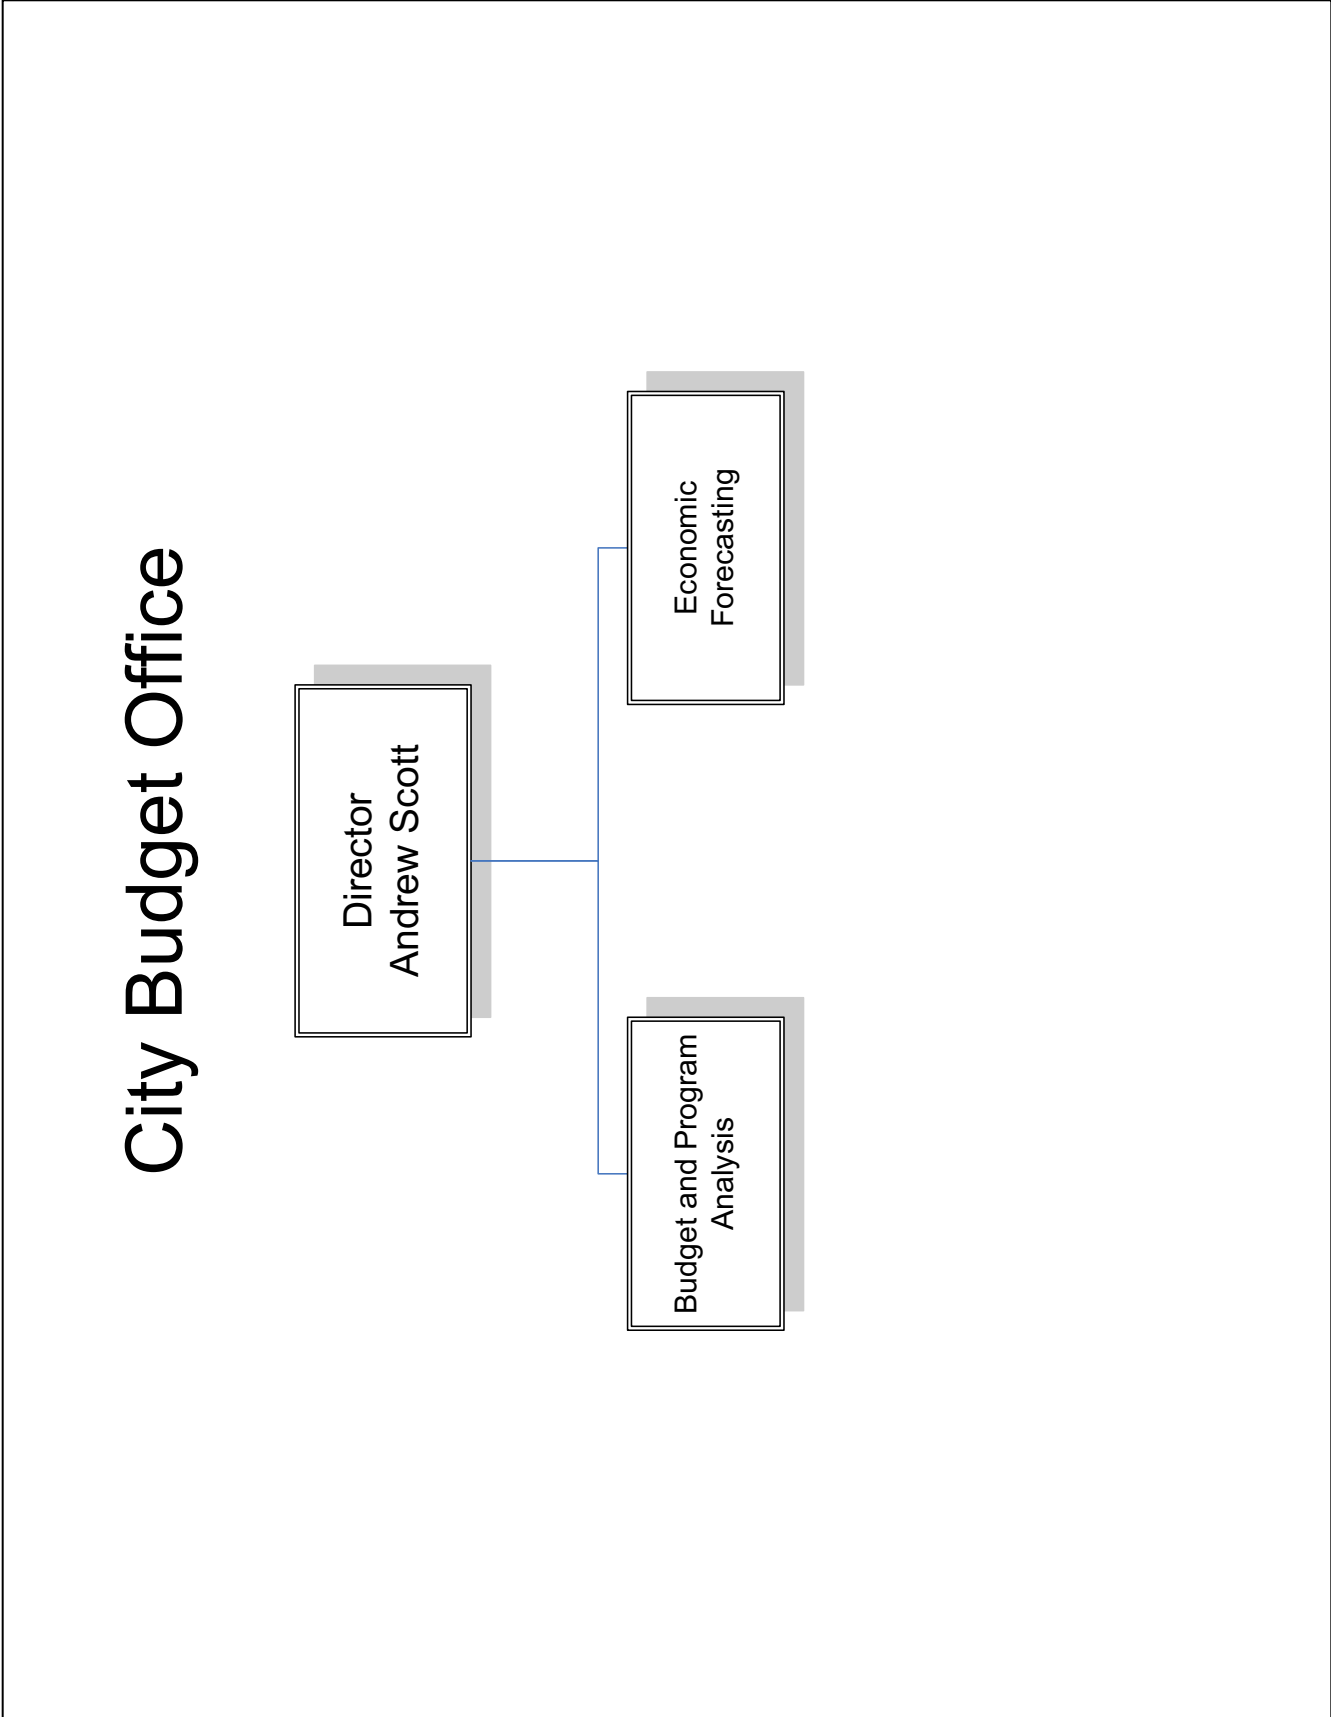 City Budget Office
Director
Andrew Scott
Budget and Program
Analysis
Economic
Forecasting